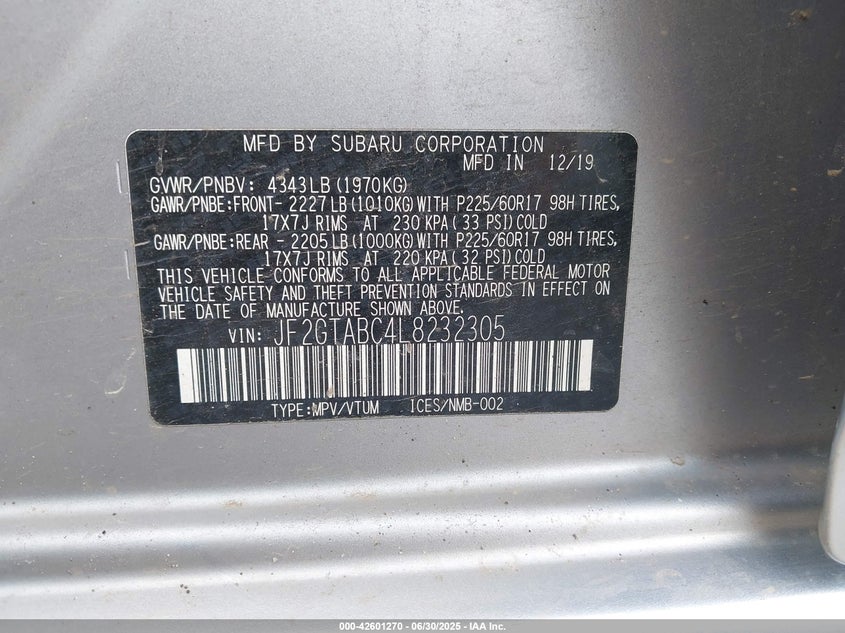 MFD BY SUBARU CORPORATION
MFD IN 12/19
GVWR/PNBV: 4343LB(1970KG)
GAWR/PNBE:FRONT- 2227LB(1010KG)WITH P225/60R17 98H TIRES,
17X7J RIMS AT 230 KPA(33 PSI)COLD
GAWR/PNBE:REAR - 2205LB(1000KG)WITH P225/60R17 98H TIRES,
17X7J RIMS AT 220 KPA(32 PSI)COLD
THIS VEHICLE CONFORMS TO ALL APPLICABLE FEDERAL MOTOR
VEHICLE SAFETY AND THEFT PREVENTION STANDARDS IN EFFECT ON
THE DATE OF MANUFACTURE SHOWN ABOVE.
VIN: JF2GTABC4L8232305
TYPE:MPV/VTUM ICES/NMB-002
000-42601270 - 06/30/2025 - IAA Inc.